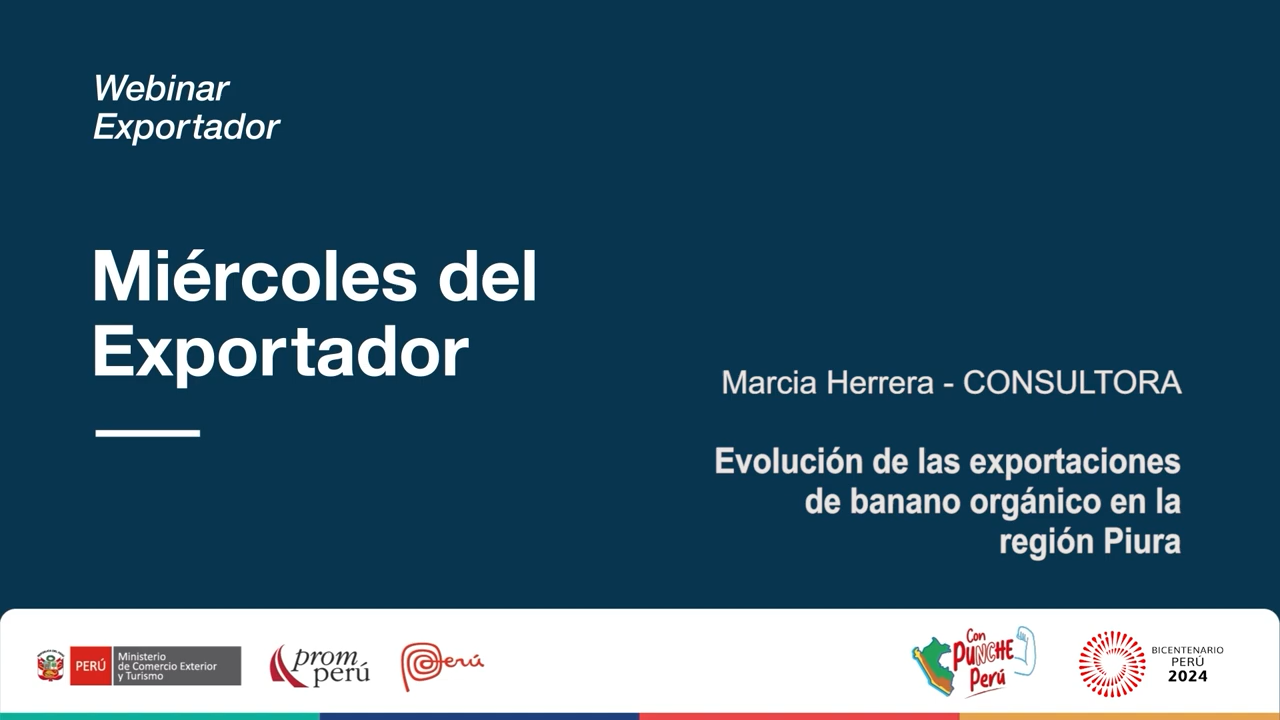 Webinar
Exportador
Miércoles del
Exportador
Marcia Herrera - CONSULTORA
Evolución de las exportaciones
de banano orgánico en la
región Piura
PERÚ
Ministerio
de Comercio Exterior
y Turismo
prom
perú
Perú
Con
PUNCHE
Perú
BICENTENARIO
PERÚ
2024